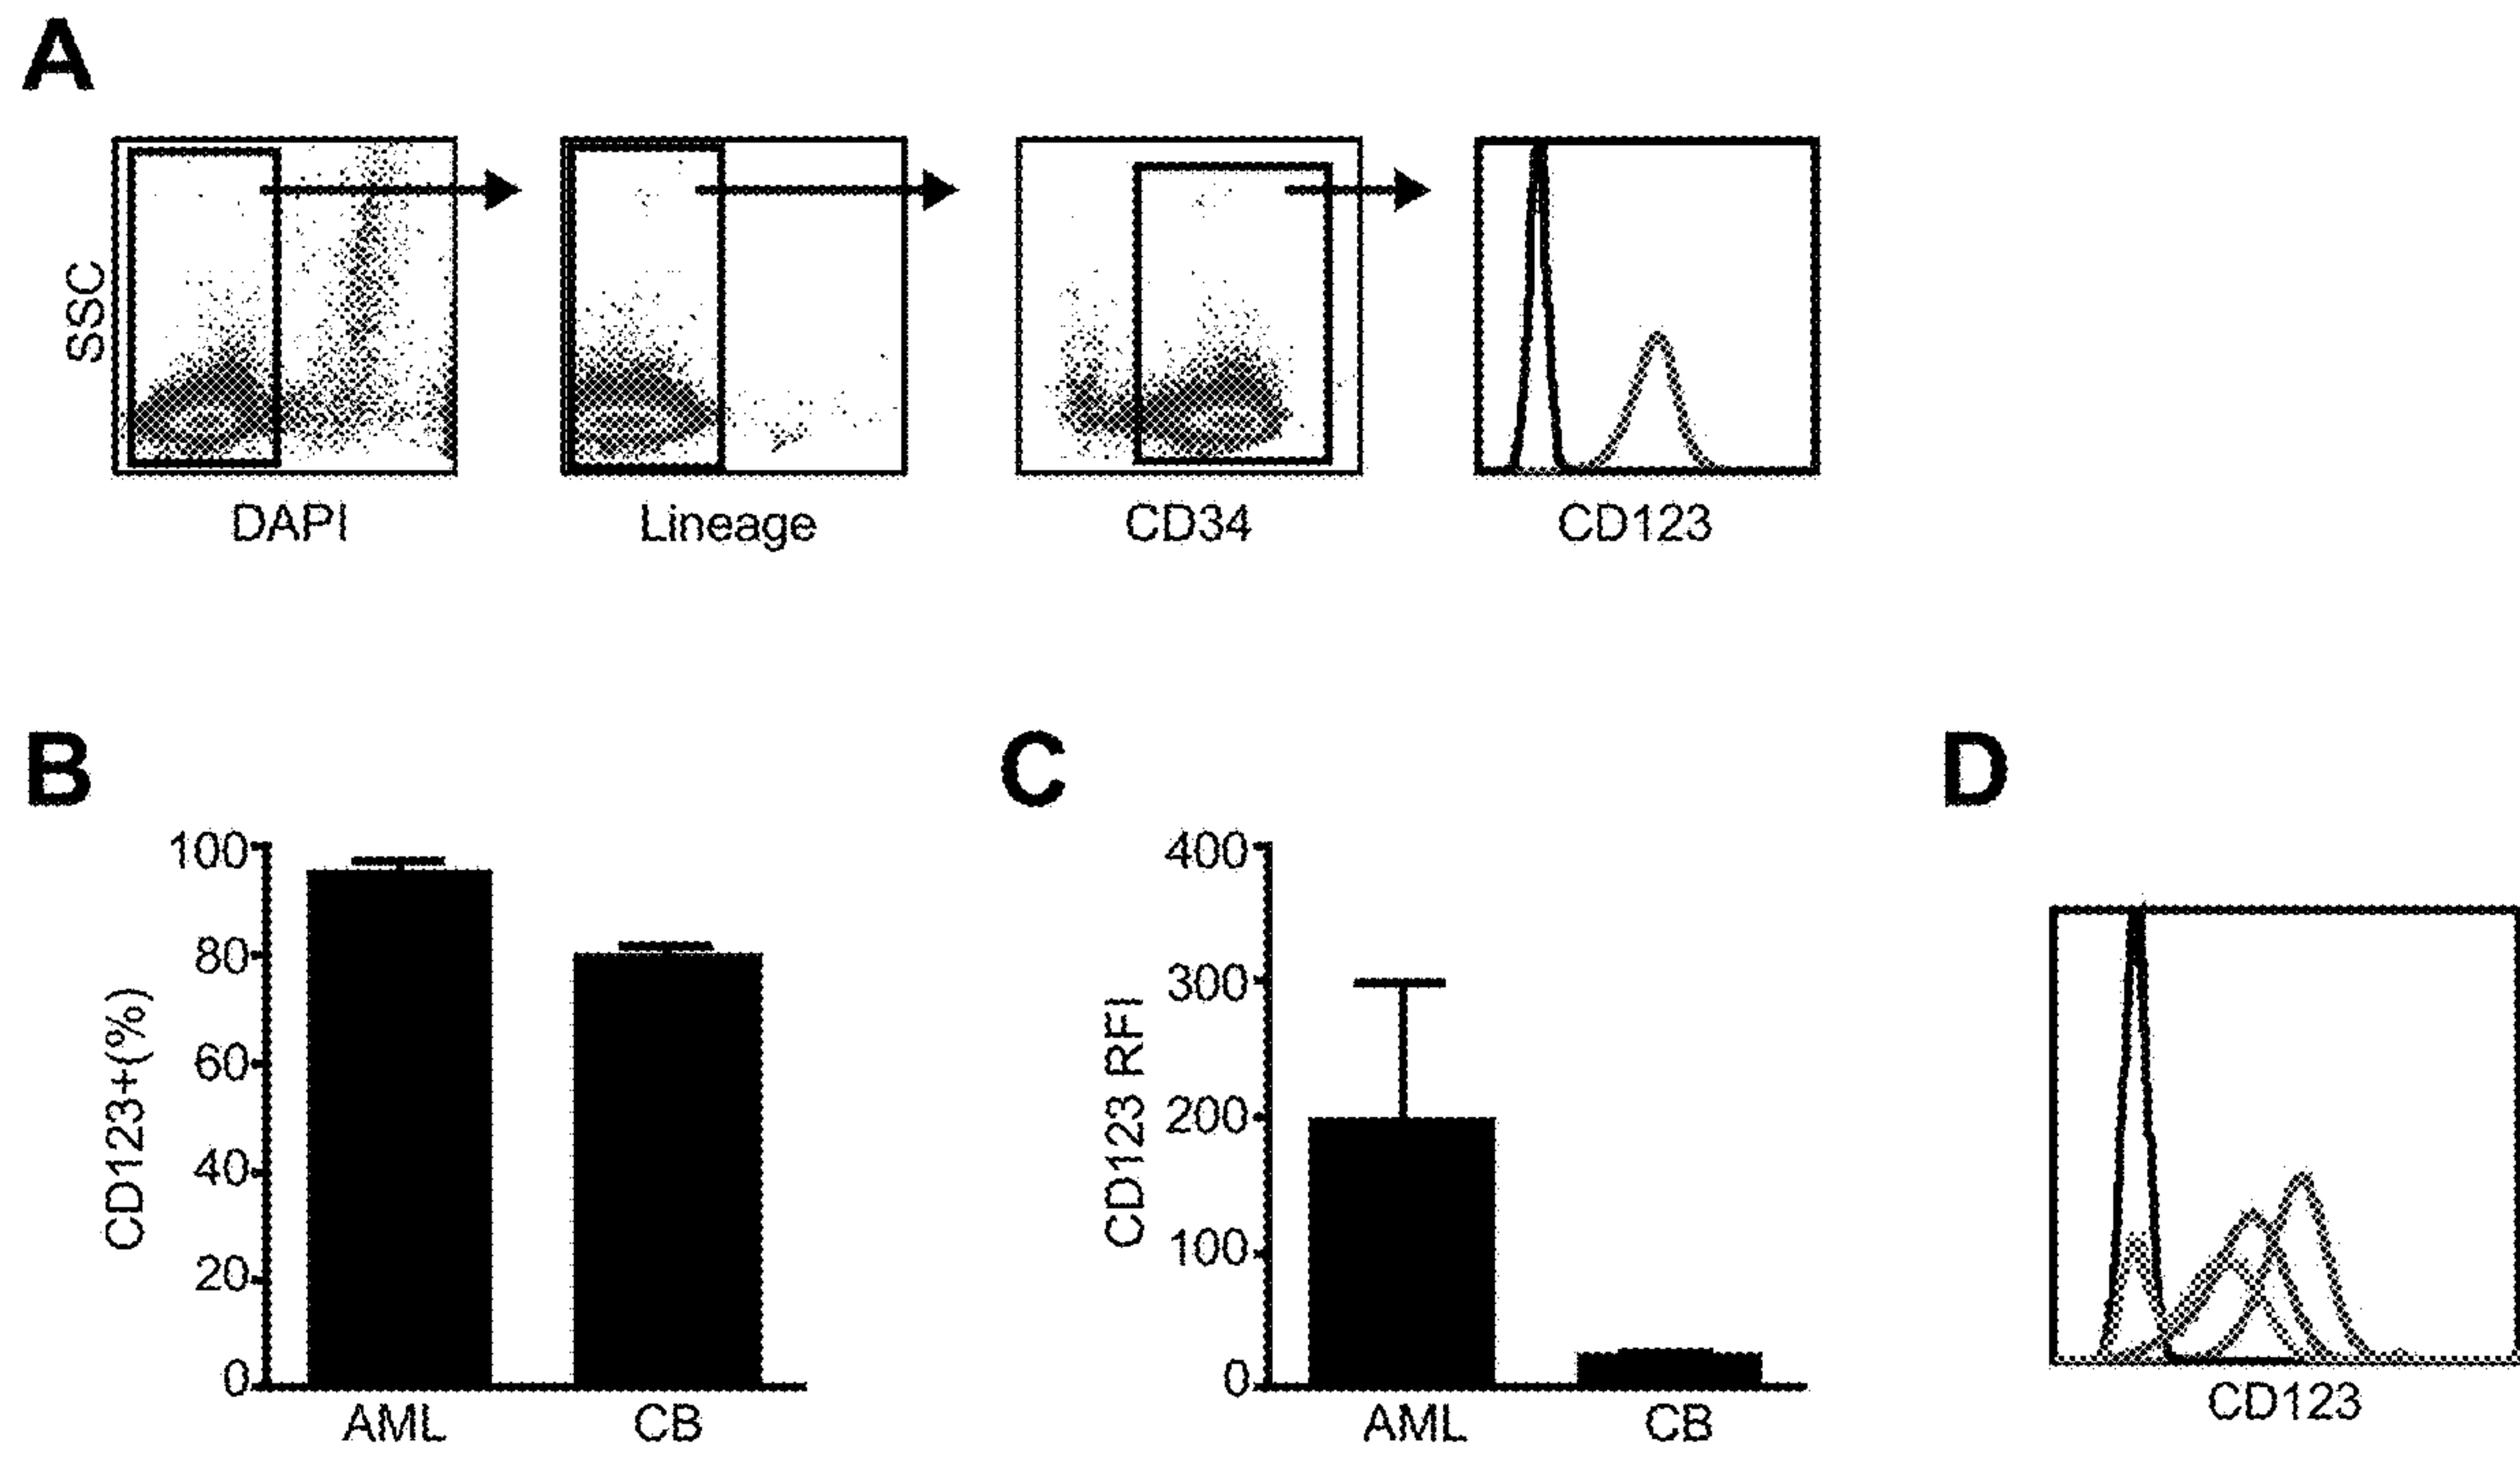 A
SSC
DAPI
Lineage
CD34
CD123
B
CD123+(%)
100
80
60
40
20
0
AML
CB
C
CD123 RFI
400
300
200
100
0
AML
CB
D
CD123